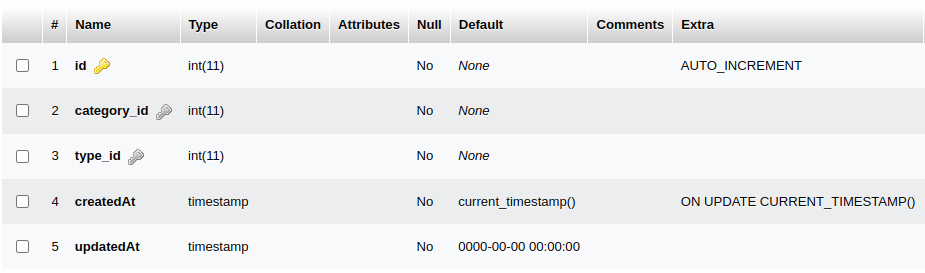 # Name Type Collation Attributes Null Default Comments Extra
1 id int(11) No None AUTO_INCREMENT
2 category_id int(11) No None
3 type_id int(11) No None
4 createdAt timestamp No current_timestamp() ON UPDATE CURRENT_TIMESTAMP()
5 updatedAt timestamp No 0000-00-00 00:00:00